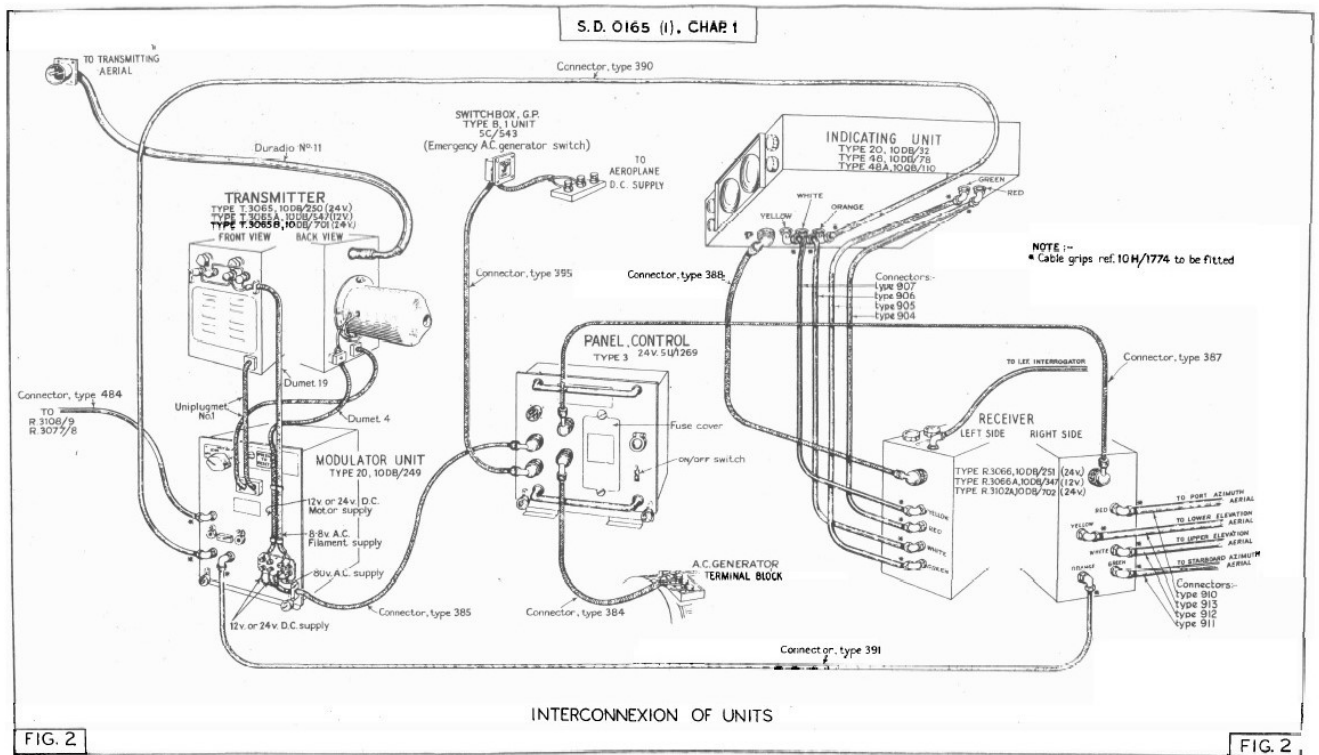 S.D. 0165 (1), CHAP. 1
TO TRANSMITTING
AERIAL
Connector, type 390
Duradio No. 11
SWITCHBOX, G.P.
TYPE B, 1 UNIT
5C/543
(Emergency A.C. generator switch)
TO
AEROPLANE
D.C. SUPPLY
INDICATING UNIT
TYPE 20, 10DB/32
TYPE 48, 10DB/78
TYPE 48A, 10QB/110
GREEN
RED
WHITE
YELLOW
ORANGE
TRANSMITTER
TYPE T.3065, 10DB/250 (24V.)
TYPE T.3065A, 10DB/547 (12V.)
TYPE T.3065B, 10DB/701 (24V.)
FRONT VIEW BACK VIEW
NOTE :-
* Cable grips ref. 10H/1774 to be fitted
Connector, type 395
Connector, type 388
Connectors:-
type 907
type 906
type 905
type 904
PANEL, CONTROL
TYPE 3 24V. 5U/1269
TO LEE INTERROGATOR
Connector, type 387
Dumet 19
Connector, type 484
TO
R.3108/9
R.3077/8
Uniplugmet
No.1
Dumet 4
Fuse cover
ON/OFF switch
RECEIVER
LEFT SIDE RIGHT SIDE
TYPE R.3066, 10DB/251 (24V.)
TYPE R.3066A, 10DB/347 (12V.)
TYPE R.3102A, 10DB/702 (24V.)
MODULATOR UNIT
TYPE 20, 10DB/249
12v. or 24v. D.C.
Motor supply
8·8v. A.C.
Filament supply
80v. A.C. supply
12v. or 24v. D.C. supply
Connector, type 385
Connector, type 384
A.C. GENERATOR
TERMINAL BLOCK
YELLOW
RED
WHITE
GREEN
RED
YELLOW
WHITE
ORANGE
GREEN
TO PORT AZIMUTH
AERIAL
TO LOWER ELEVATION
AERIAL
TO UPPER ELEVATION
AERIAL
TO STARBOARD AZIMUTH
AERIAL
Connectors:-
type 910
type 913
type 912
type 911
Connector, type 391
INTERCONNEXION OF UNITS
FIG. 2
FIG. 2